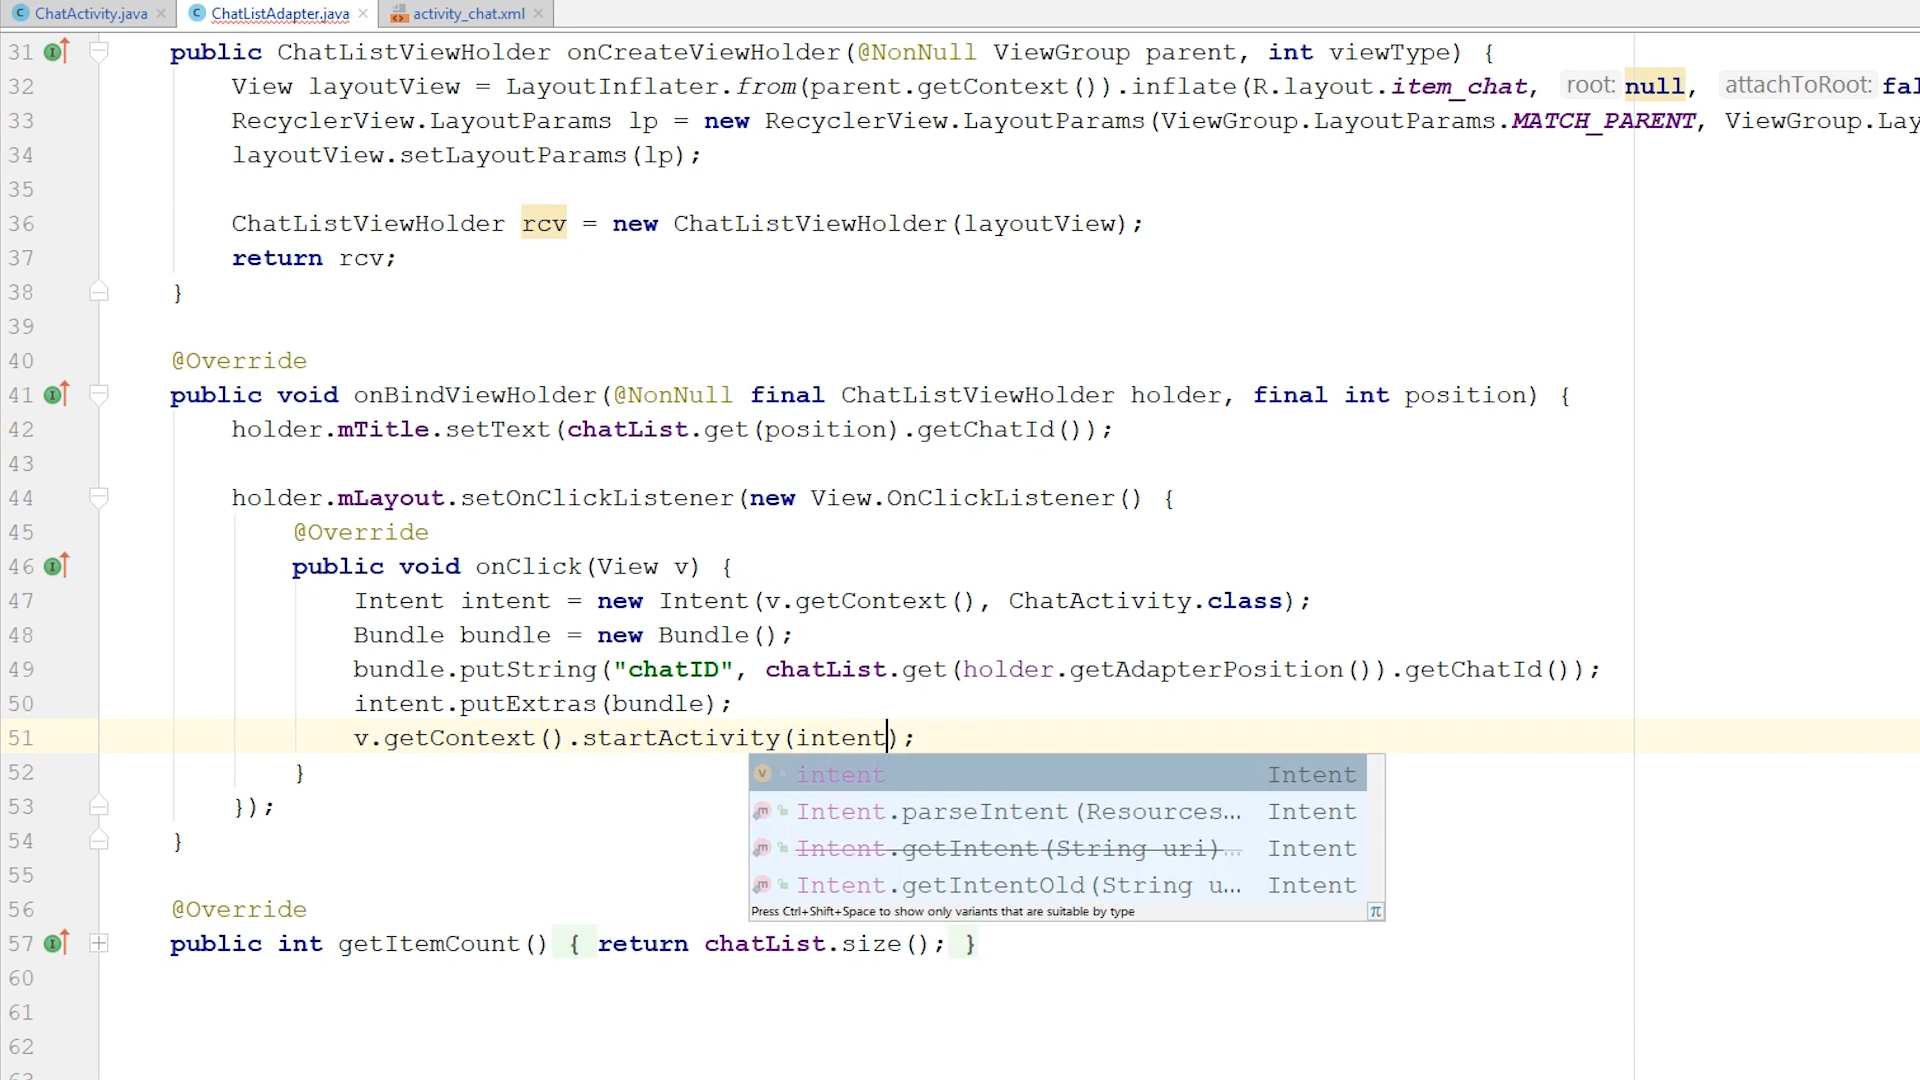 ChatActivity.java ChatListAdapter.java activity_chat.xml
31 public ChatListViewHolder onCreateViewHolder(@NonNull ViewGroup parent, int viewType) {
32 View layoutView = LayoutInflater.from(parent.getContext()).inflate(R.layout.item_chat, root: null, attachToRoot: fal
33 RecyclerView.LayoutParams lp = new RecyclerView.LayoutParams(ViewGroup.LayoutParams.MATCH_PARENT, ViewGroup.Lay
34 layoutView.setLayoutParams(lp);
35
36 ChatListViewHolder rcv = new ChatListViewHolder(layoutView);
37 return rcv;
38 }
39
40 @Override
41 public void onBindViewHolder(@NonNull final ChatListViewHolder holder, final int position) {
42 holder.mTitle.setText(chatList.get(position).getChatId());
43
44 holder.mLayout.setOnClickListener(new View.OnClickListener() {
45 @Override
46 public void onClick(View v) {
47 Intent intent = new Intent(v.getContext(), ChatActivity.class);
48 Bundle bundle = new Bundle();
49 bundle.putString("chatID", chatList.get(holder.getAdapterPosition()).getChatId());
50 intent.putExtras(bundle);
51 v.getContext().startActivity(intent);
52 }
intent Intent
53 });
Intent.parseIntent(Resources… Intent
54 }
Intent.getIntent(String uri)… Intent
55
Intent.getIntentOld(String u… Intent
56 @Override
Press Ctrl+Shift+Space to show only variants that are suitable by type π
57 public int getItemCount() { return chatList.size(); }
60
61
62
63